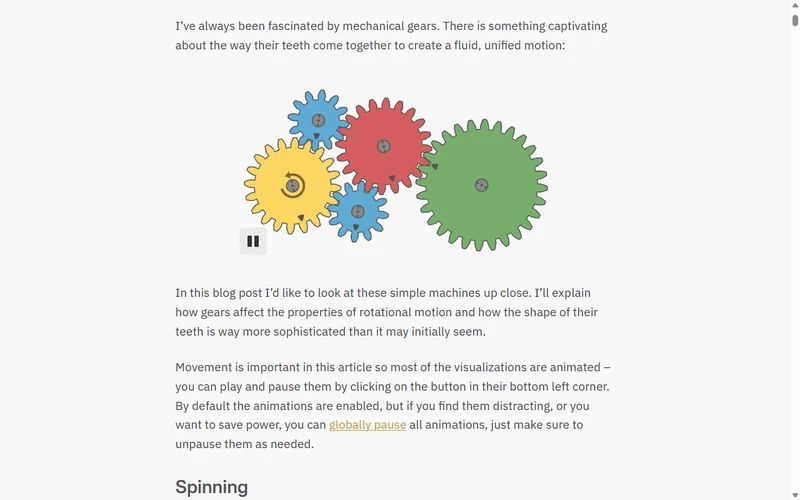 I’ve always been fascinated by mechanical gears. There is something captivating
about the way their teeth come together to create a fluid, unified motion:
In this blog post I’d like to look at these simple machines up close. I’ll explain
how gears affect the properties of rotational motion and how the shape of their
teeth is way more sophisticated than it may initially seem.
Movement is important in this article so most of the visualizations are animated –
you can play and pause them by clicking on the button in their bottom left corner.
By default the animations are enabled, but if you find them distracting, or you
want to save power, you can globally pause all animations, just make sure to
unpause them as needed.
Spinning